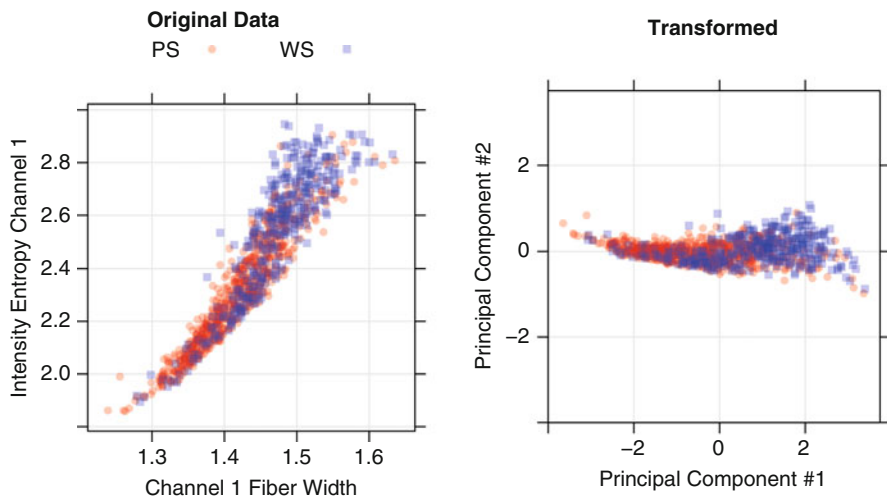 Original Data
PS WS
Intensity Entropy Channel 1
2.8
2.6
2.4
2.2
2.0
1.3 1.4 1.5 1.6
Channel 1 Fiber Width
Transformed
Principal Component #2
2
0
−2
−2 0 2
Principal Component #1